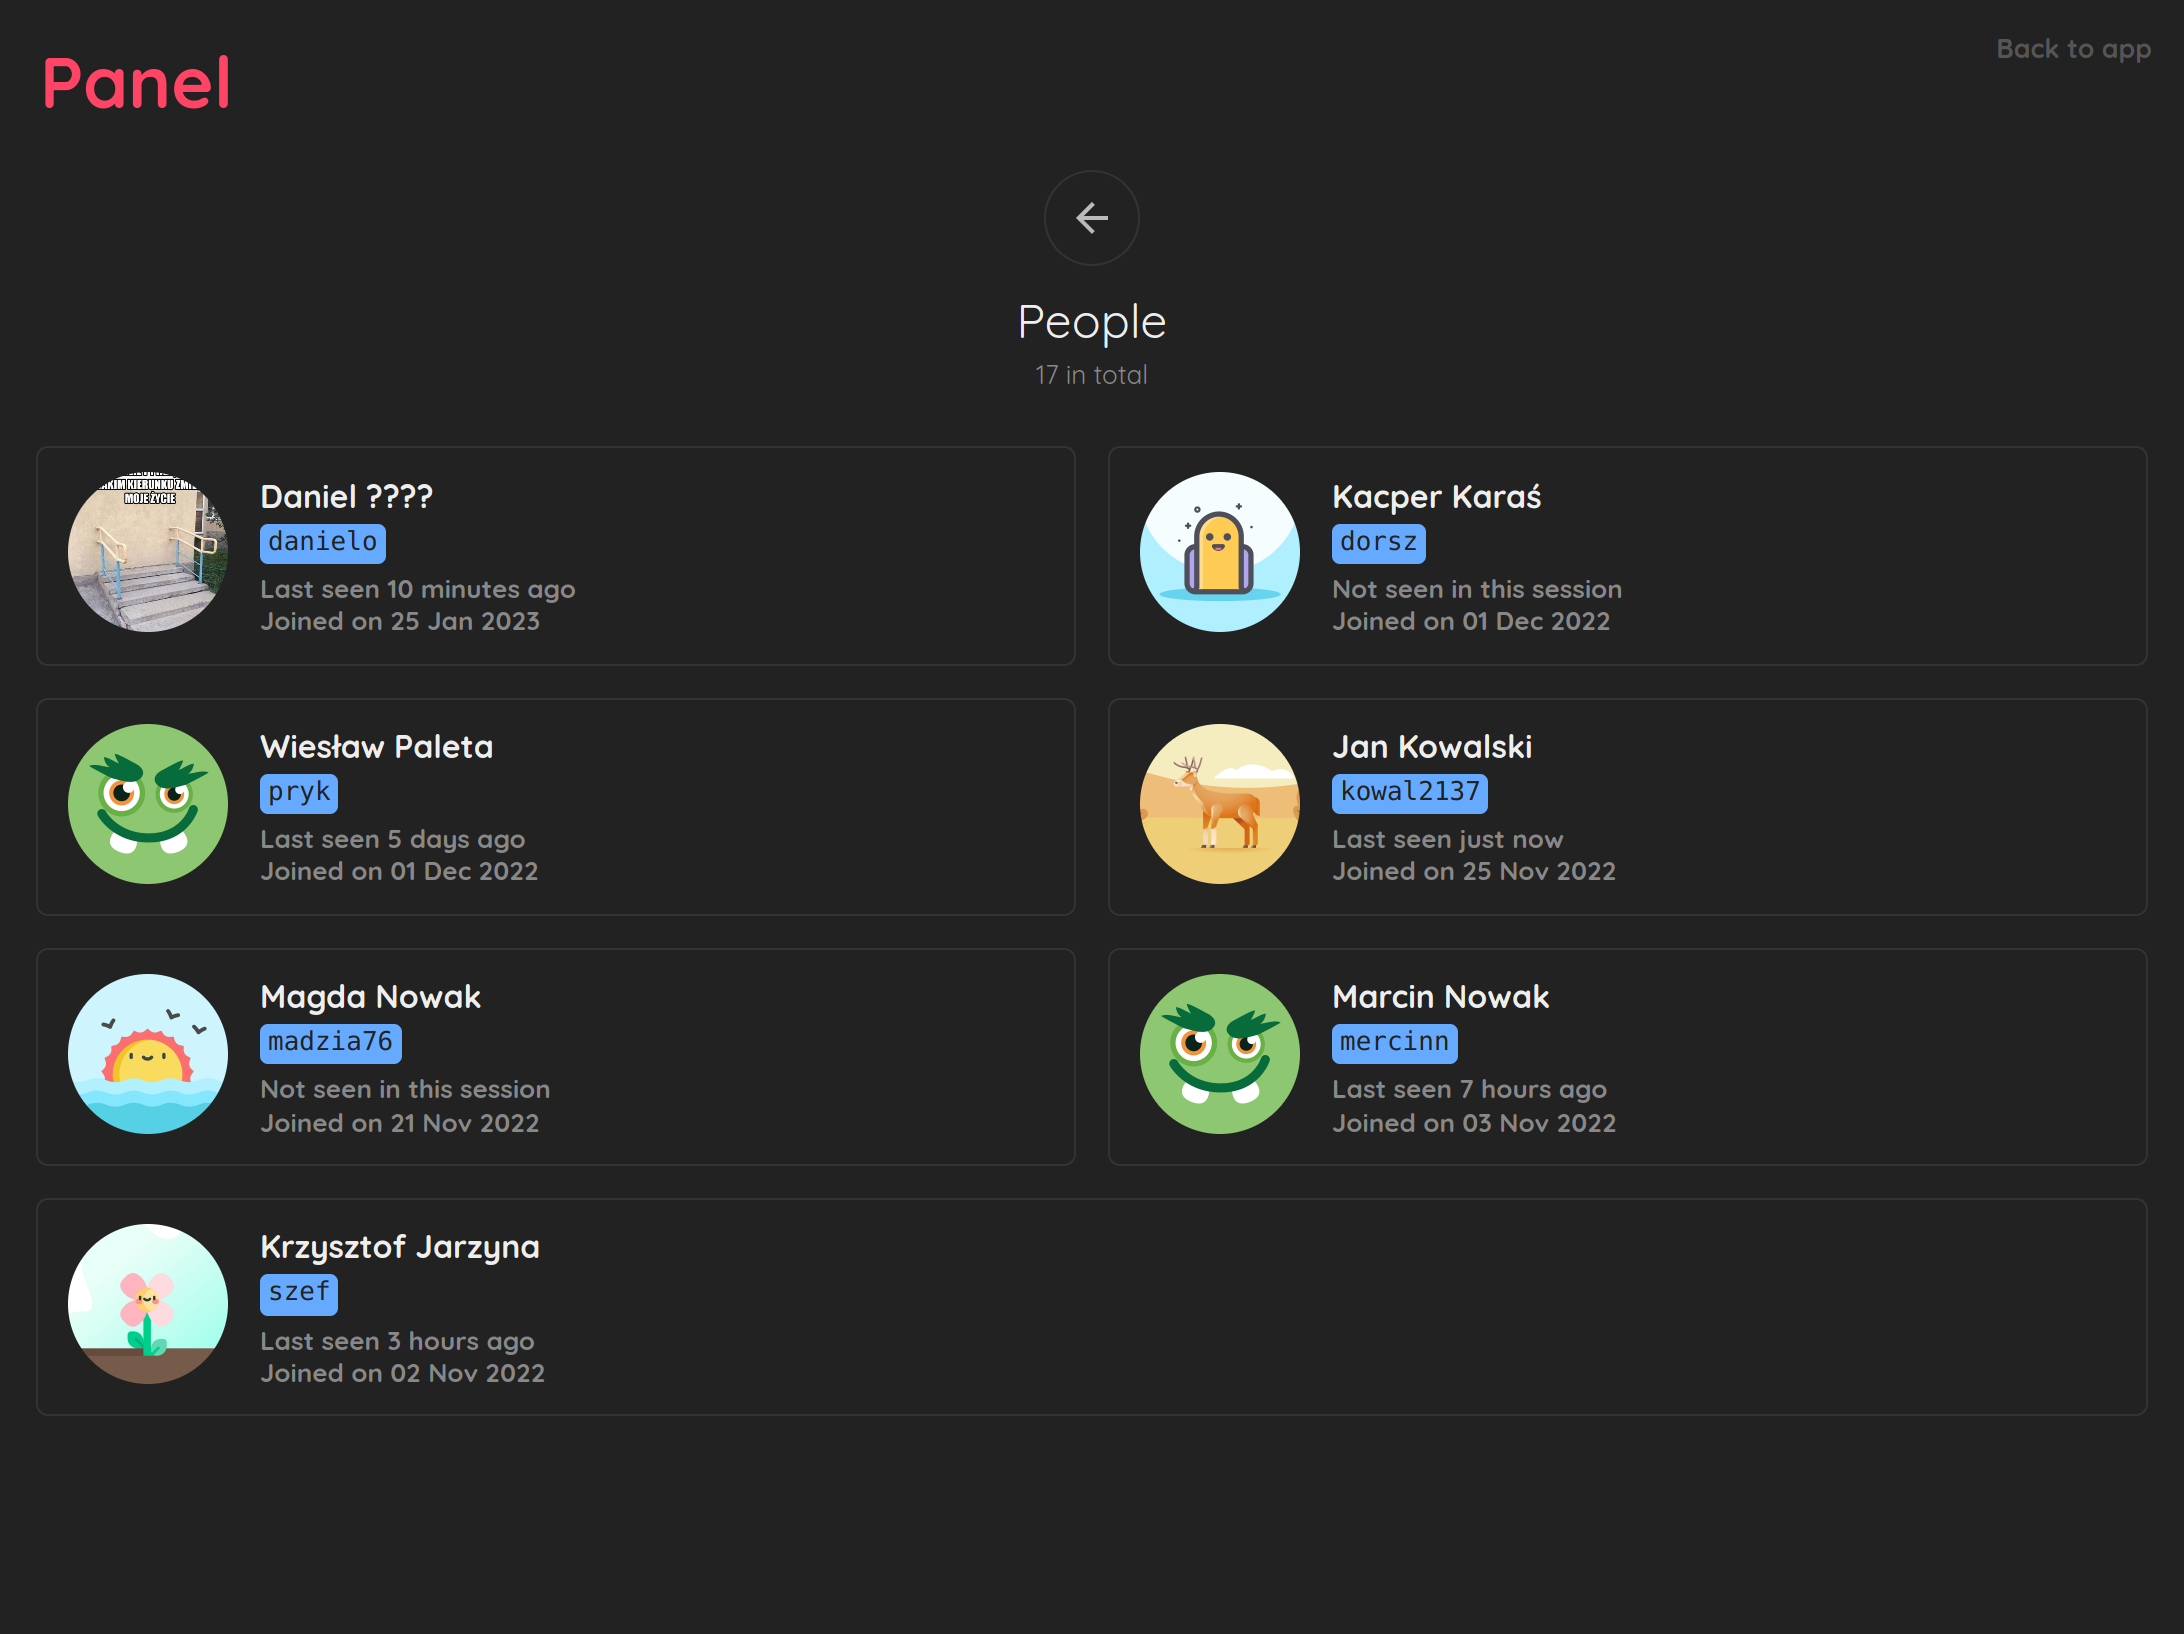 Panel
Back to app
People
17 in total
MOJE ŻYCIE
Daniel ????
danielo
Last seen 10 minutes ago
Joined on 25 Jan 2023
Kacper Karaś
dorsz
Not seen in this session
Joined on 01 Dec 2022
Wiesław Paleta
pryk
Last seen 5 days ago
Joined on 01 Dec 2022
Jan Kowalski
kowal2137
Last seen just now
Joined on 25 Nov 2022
Magda Nowak
madzia76
Not seen in this session
Joined on 21 Nov 2022
Marcin Nowak
mercinn
Last seen 7 hours ago
Joined on 03 Nov 2022
Krzysztof Jarzyna
szef
Last seen 3 hours ago
Joined on 02 Nov 2022